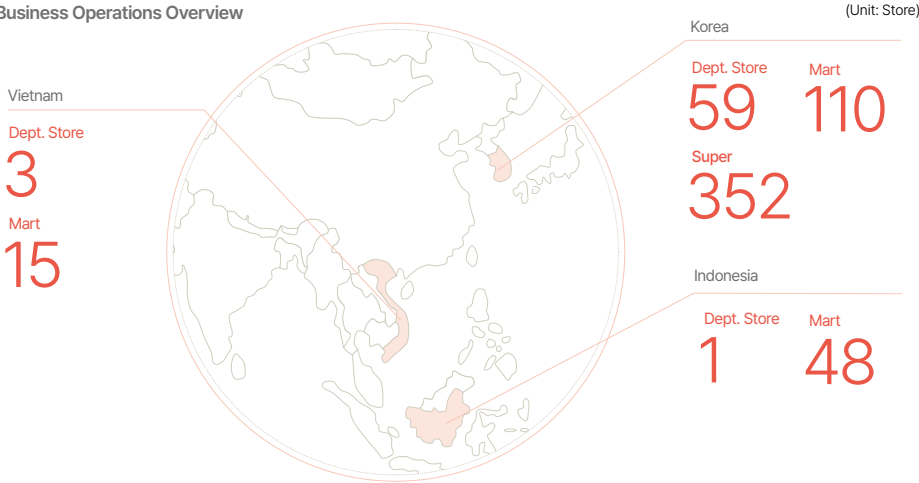 Business Operations Overview
(Unit: Store)
Vietnam
Dept. Store
3
Mart
15
Korea
Dept. Store Mart
59 110
Super
352
Indonesia
Dept. Store Mart
1 48